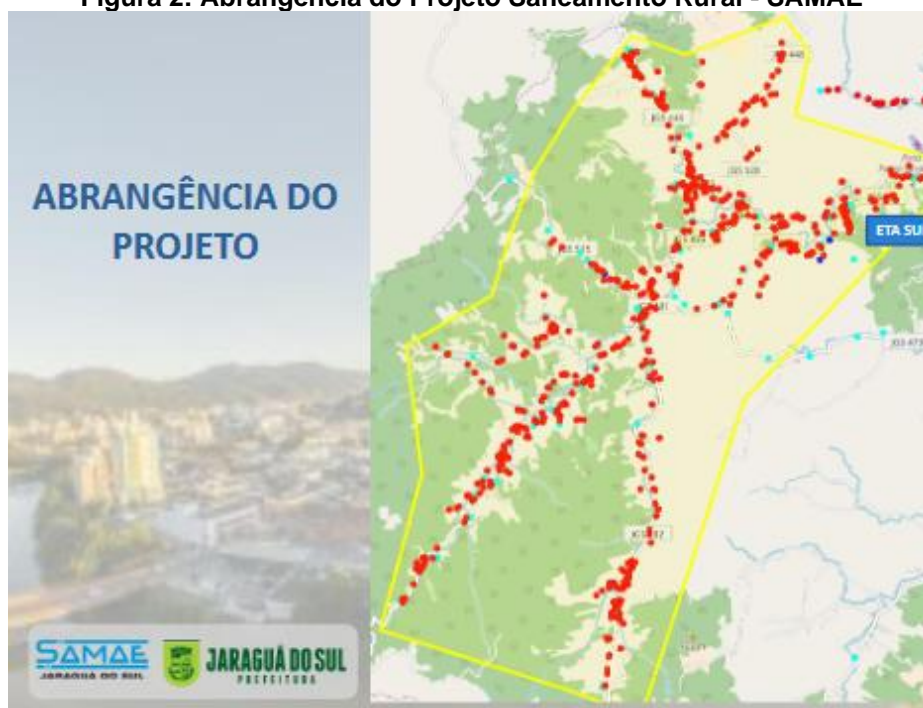 Figura 2: Abrangência do Projeto Saneamento Rural - SAMAE
ABRANGÊNCIA DO
PROJETO
ETA SU
SAMAE
JARAGUÁ DO SUL
JARAGUÁ DO SUL
PREFEITURA